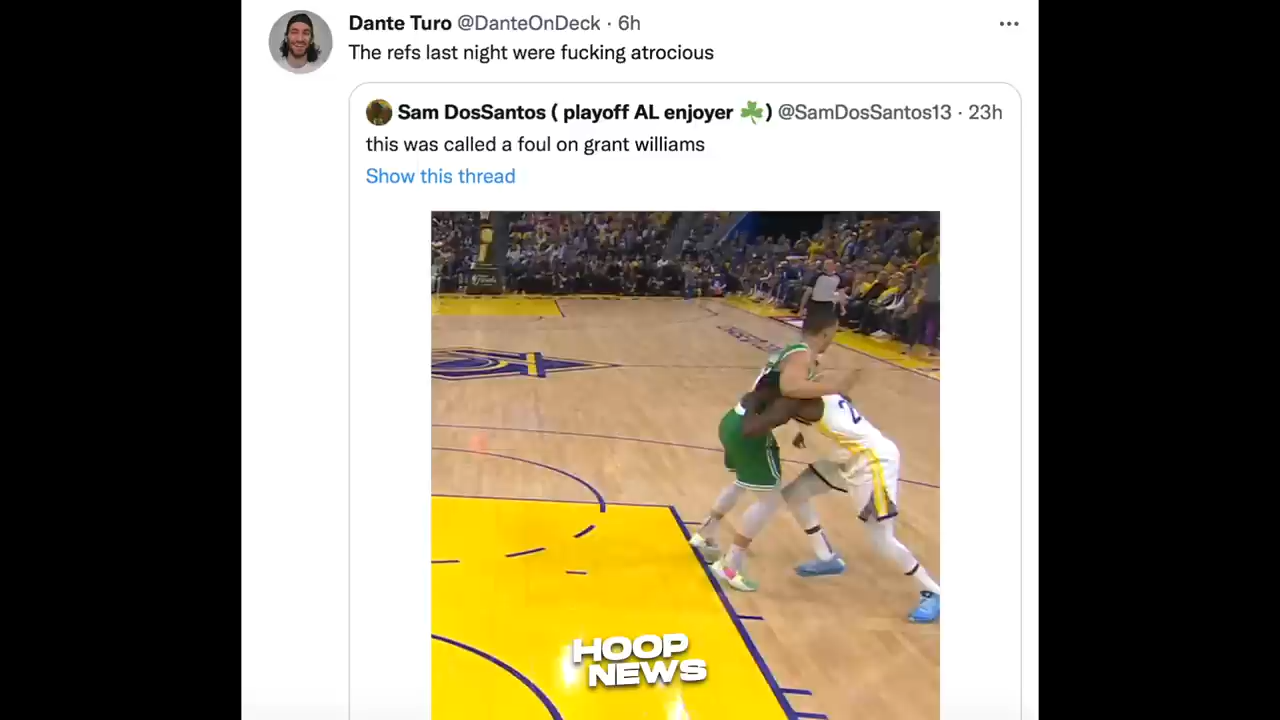 Dante Turo @DanteOnDeck · 6h
The refs last night were fucking atrocious
Sam DosSantos ( playoff AL enjoyer ☘️) @SamDosSantos13 · 23h
this was called a foul on grant williams
Show this thread
2
HOOP
NEWS